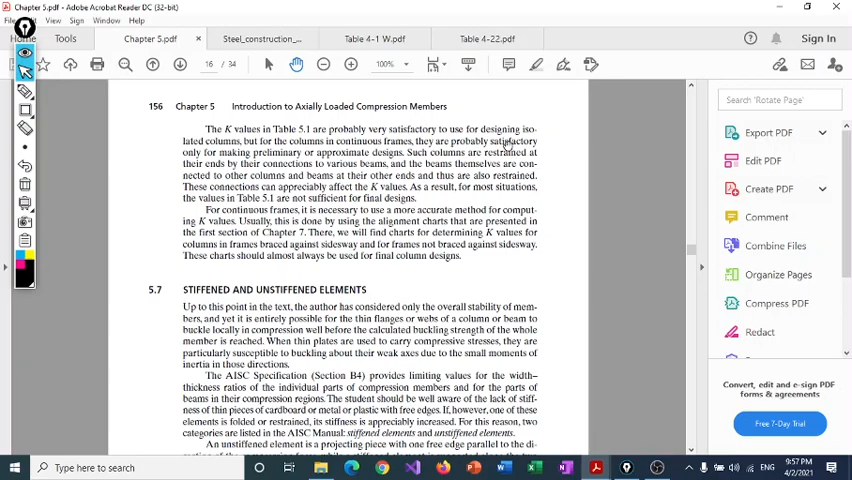 Chapter 5.pdf - Adobe Acrobat Reader DC (32-bit)
File Edit View Sign Window Help
Home Tools Chapter 5.pdf Steel_construction_... Table 4-1 W.pdf Table 4-22.pdf Sign In
16 / 34 100%
156 Chapter 5 Introduction to Axially Loaded Compression Members
The K values in Table 5.1 are probably very satisfactory to use for designing iso-
lated columns, but for the columns in continuous frames, they are probably satisfactory
only for making preliminary or approximate designs. Such columns are restrained at
their ends by their connections to various beams, and the beams themselves are con-
nected to other columns and beams at their other ends and thus are also restrained.
These connections can appreciably affect the K values. As a result, for most situations,
the values in Table 5.1 are not sufficient for final designs.
For continuous frames, it is necessary to use a more accurate method for comput-
ing K values. Usually, this is done by using the alignment charts that are presented in
the first section of Chapter 7. There, we will find charts for determining K values for
columns in frames braced against sidesway and for frames not braced against sidesway.
These charts should almost always be used for final column designs.
5.7 STIFFENED AND UNSTIFFENED ELEMENTS
Up to this point in the text, the author has considered only the overall stability of mem-
bers, and yet it is entirely possible for the thin flanges or webs of a column or beam to
buckle locally in compression well before the calculated buckling strength of the whole
member is reached. When thin plates are used to carry compressive stresses, they are
particularly susceptible to buckling about their weak axes due to the small moments of
inertia in those directions.
The AISC Specification (Section B4) provides limiting values for the width–
thickness ratios of the individual parts of compression members and for the parts of
beams in their compression regions. The student should be well aware of the lack of stiff-
ness of thin pieces of cardboard or metal or plastic with free edges. If, however, one of these
elements is folded or restrained, its stiffness is appreciably increased. For this reason, two
categories are listed in the AISC Manual: stiffened elements and unstiffened elements.
An unstiffened element is a projecting piece with one free edge parallel to the di-
Search 'Rotate Page'
Export PDF
Edit PDF
Create PDF
Comment
Combine Files
Organize Pages
Compress PDF
Redact
Convert, edit and e-sign PDF
forms & agreements
Free 7-Day Trial
Type here to search
ENG
9:57 PM
4/2/2021